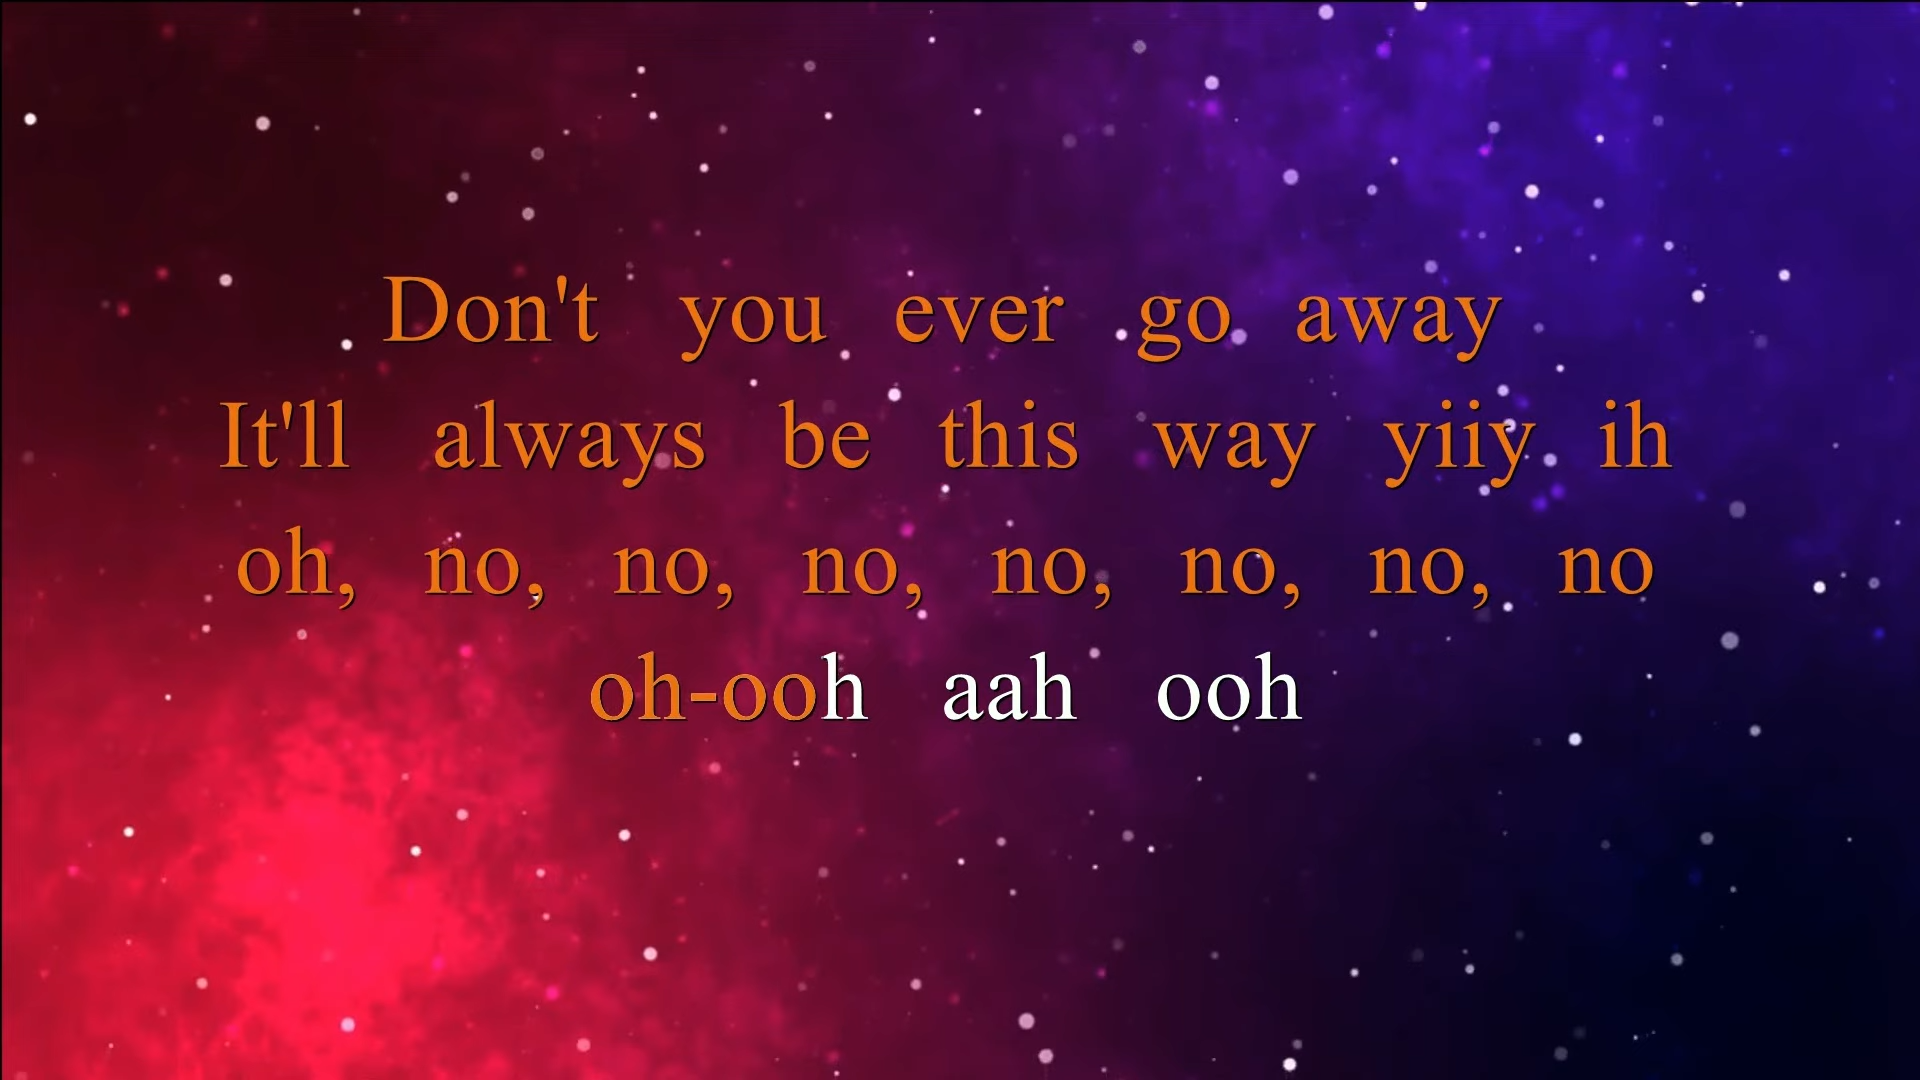 Don't you ever go away
It'll always be this way yiiy ih
oh, no, no, no, no, no, no, no
oh-ooh aah ooh